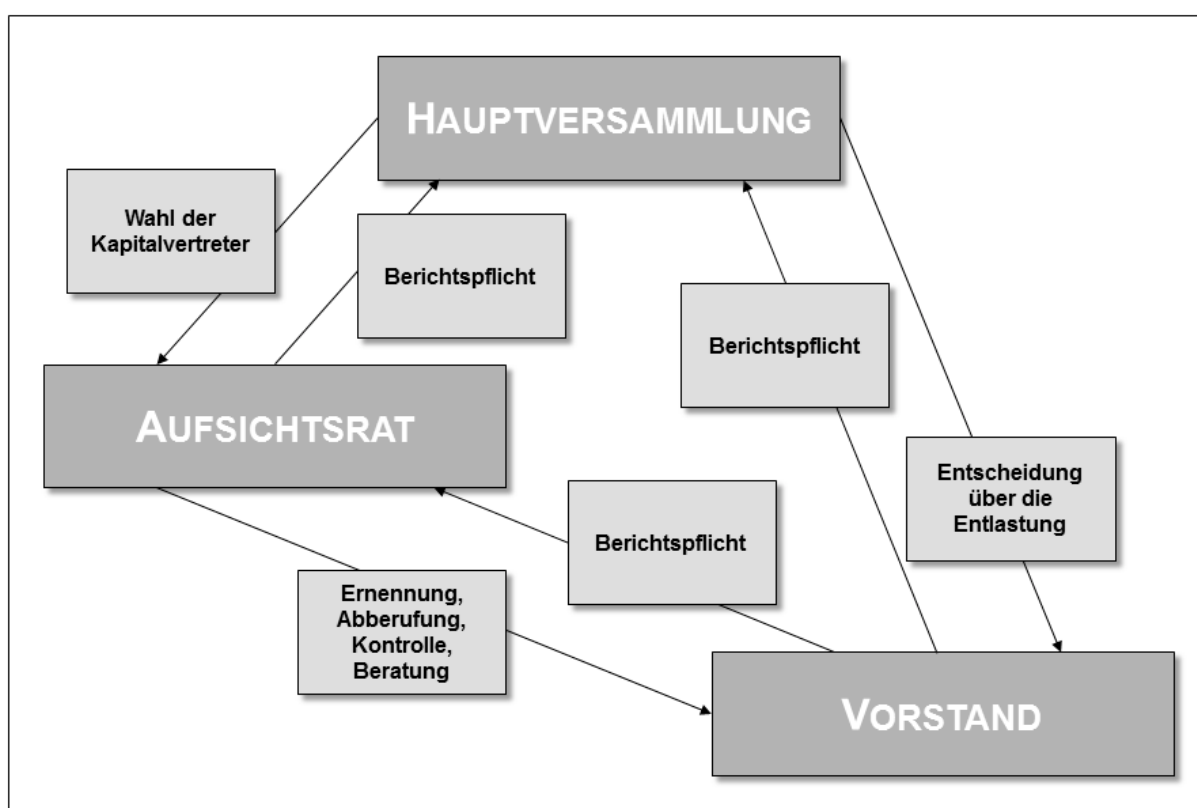 HAUPTVERSAMMLUNG
Wahl der
Kapitalvertreter
Berichtspflicht
Berichtspflicht
AUFSICHTSRAT
Entscheidung
über die
Entlastung
Berichtspflicht
Ernennung,
Abberufung,
Kontrolle,
Beratung
VORSTAND